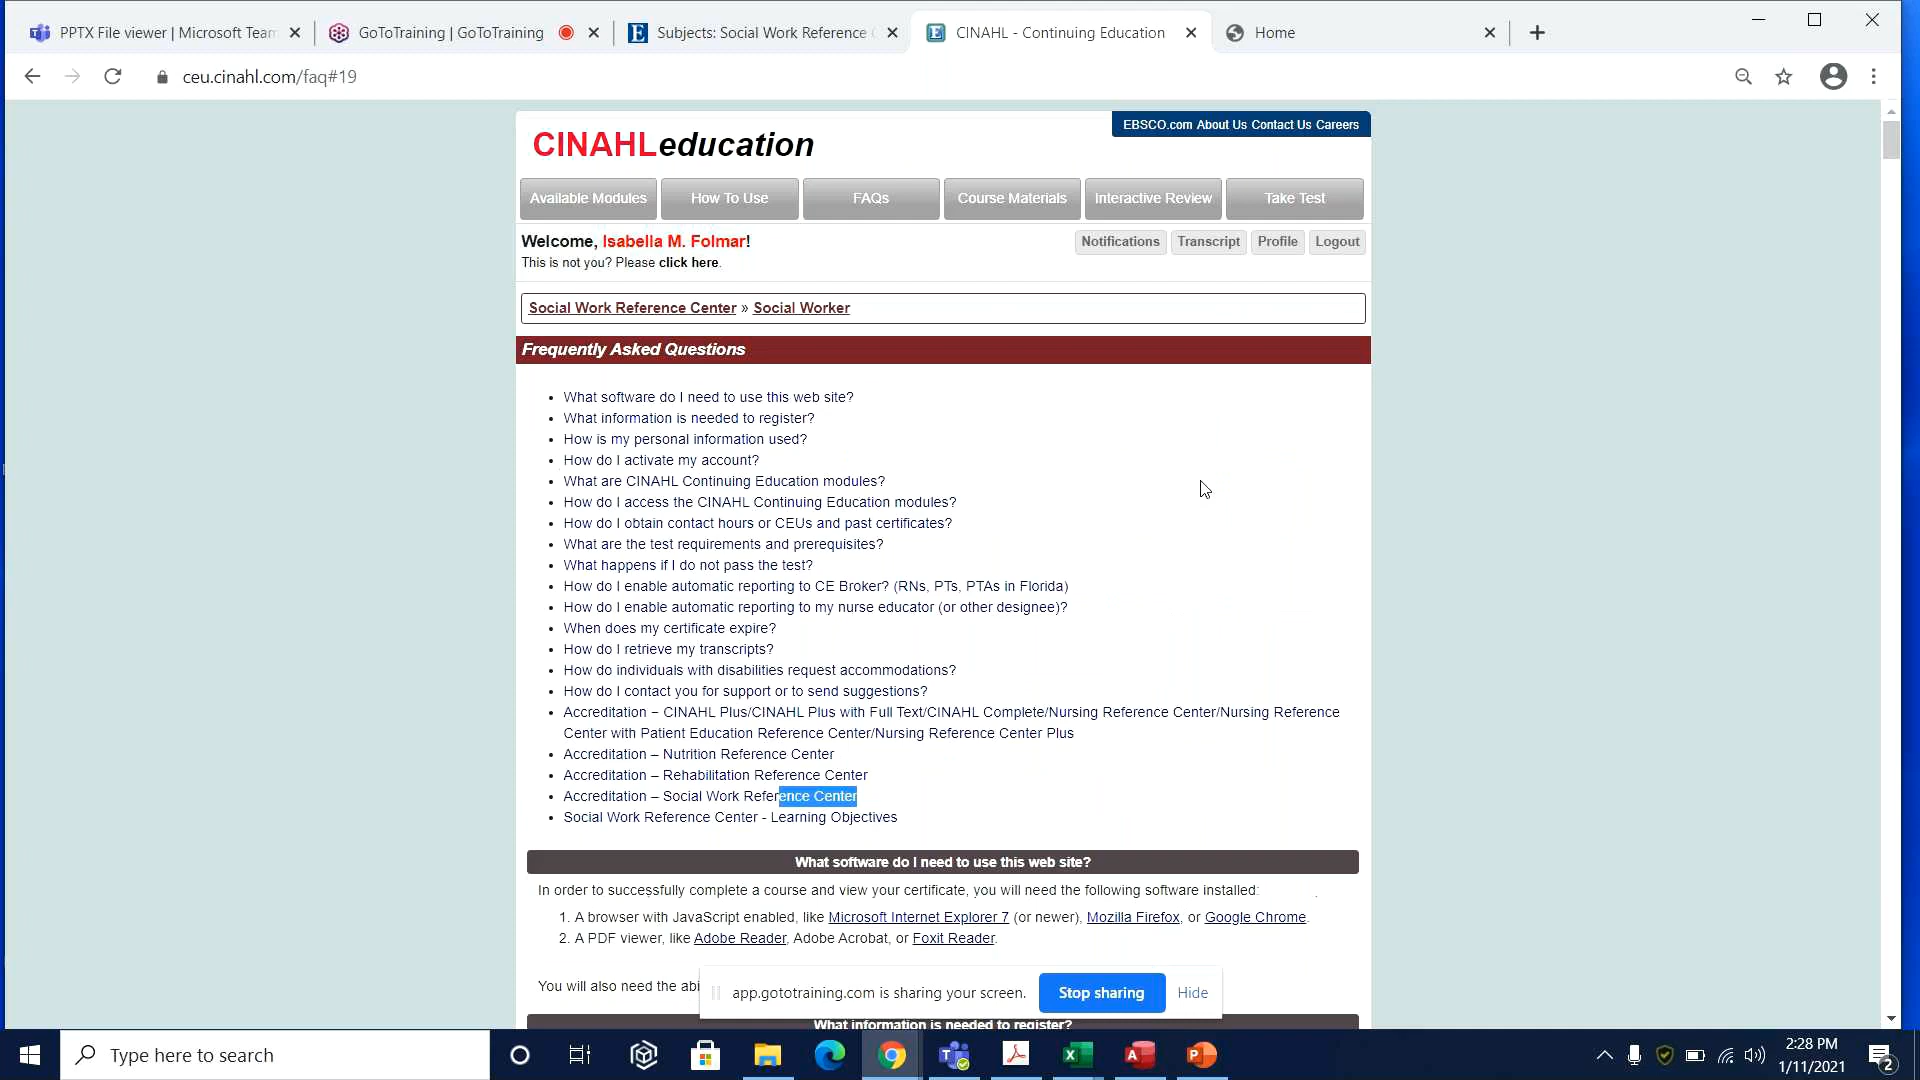 PPTX File viewer | Microsoft Team
GoToTraining | GoToTraining
Subjects: Social Work Reference
CINAHL - Continuing Education
Home
ceu.cinahl.com/faq#19
EBSCO.com About Us Contact Us Careers
CINAHLeducation
Available Modules
How To Use
FAQs
Course Materials
Interactive Review
Take Test
Welcome, Isabella M. Folmar!
Notifications
Transcript
Profile
Logout
This is not you? Please click here.
Social Work Reference Center » Social Worker
Frequently Asked Questions
• What software do I need to use this web site?
• What information is needed to register?
• How is my personal information used?
• How do I activate my account?
• What are CINAHL Continuing Education modules?
• How do I access the CINAHL Continuing Education modules?
• How do I obtain contact hours or CEUs and past certificates?
• What are the test requirements and prerequisites?
• What happens if I do not pass the test?
• How do I enable automatic reporting to CE Broker? (RNs, PTs, PTAs in Florida)
• How do I enable automatic reporting to my nurse educator (or other designee)?
• When does my certificate expire?
• How do I retrieve my transcripts?
• How do individuals with disabilities request accommodations?
• How do I contact you for support or to send suggestions?
• Accreditation – CINAHL Plus/CINAHL Plus with Full Text/CINAHL Complete/Nursing Reference Center/Nursing Reference
Center with Patient Education Reference Center/Nursing Reference Center Plus
• Accreditation – Nutrition Reference Center
• Accreditation – Rehabilitation Reference Center
• Accreditation – Social Work Reference Center
• Social Work Reference Center - Learning Objectives
What software do I need to use this web site?
In order to successfully complete a course and view your certificate, you will need the following software installed:
1. A browser with JavaScript enabled, like Microsoft Internet Explorer 7 (or newer), Mozilla Firefox, or Google Chrome.
2. A PDF viewer, like Adobe Reader, Adobe Acrobat, or Foxit Reader.
You will also need the abi
app.gototraining.com is sharing your screen.
Stop sharing
Hide
What information is needed to register?
Type here to search
2:28 PM
1/11/2021
2